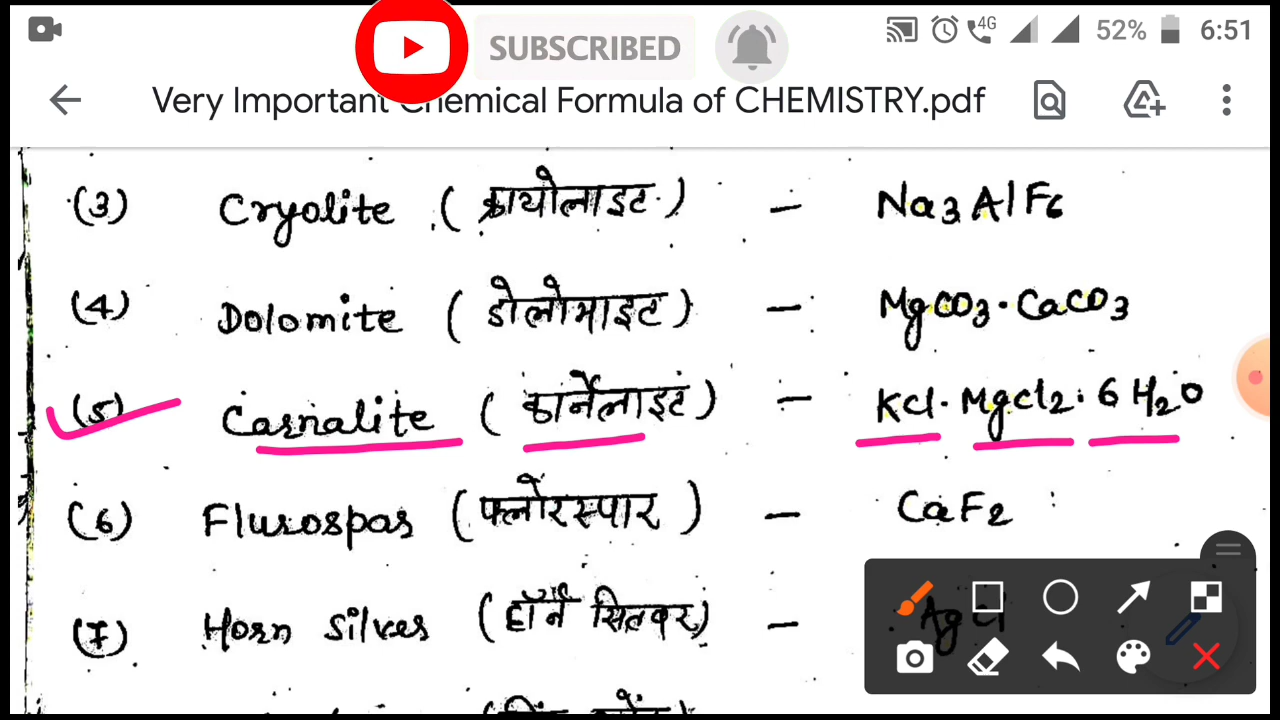 SUBSCRIBED
52% 6:51
4G
Very Important Chemical Formula of CHEMISTRY.pdf
(3) Cryolite (क्रायोलाइट) - Na3AlF6
(4) Dolomite (डोलोमाइट) - MgCO3·CaCO3
(5) Carnalite (कार्नेलाइट) - KCl·MgCl2·6H2O
(6) Flurospar (फ्लोरस्पार) - CaF2
(7) Horn Silver (हॉर्न सिल्वर) - AgCl